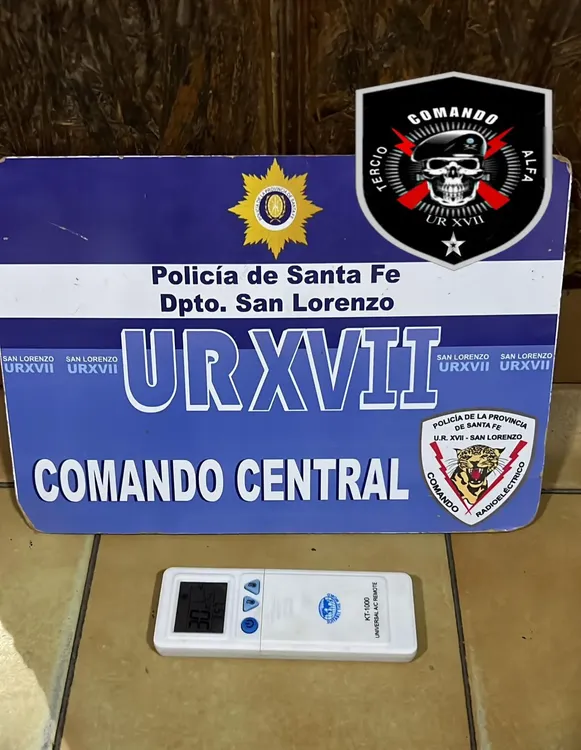 COMANDO
TERCIO
ALFA
UR XVII
Policía de Santa Fe
Dpto. San Lorenzo
URXVII
SAN LORENZO
URXVII
SAN LORENZO
URXVII
SAN LORENZO
URXVII
SAN LORENZO
URXVII
POLICÍA DE LA PROVINCIA
DE SANTA FE
U.R. XVII - SAN LORENZO
COMANDO
RADIOELÉCTRICO
COMANDO CENTRAL
KT-1000
UNIVERSAL A/C REMOTE